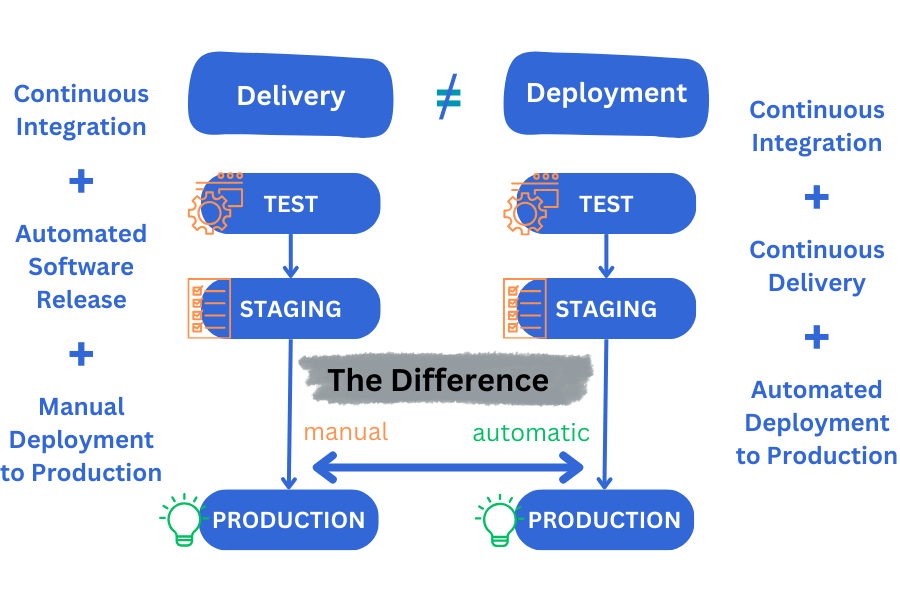 Delivery
≠
Deployment
Continuous
Integration
+
Automated
Software
Release
+
Manual
Deployment
to Production
TEST
STAGING
PRODUCTION
The Difference
manual
automatic
TEST
STAGING
PRODUCTION
Continuous
Integration
+
Continuous
Delivery
+
Automated
Deployment
to Production